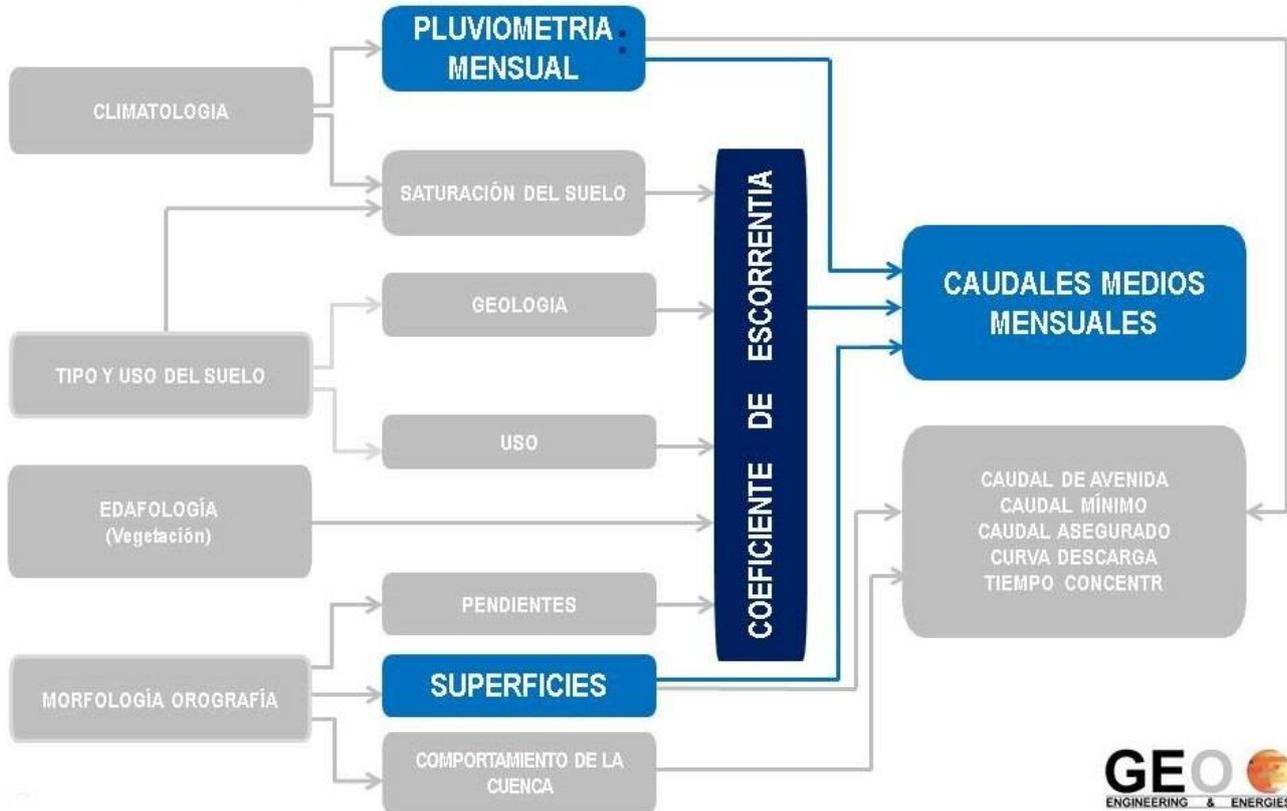 PLUVIOMETRIA :
MENSUAL
CLIMATOLOGIA
SATURACIÓN DEL SUELO
GEOLOGIA
TIPO Y USO DEL SUELO
USO
EDAFOLOGÍA
(Vegetación)
PENDIENTES
MORFOLOGÍA OROGRAFÍA
SUPERFICIES
COMPORTAMIENTO DE LA
CUENCA
COEFICIENTE DE ESCORRENTIA
CAUDALES MEDIOS
MENSUALES
CAUDAL DE AVENIDA
CAUDAL MÍNIMO
CAUDAL ASEGURADO
CURVA DESCARGA
TIEMPO CONCENTR
GEO
ENGINEERING & ENERGIES